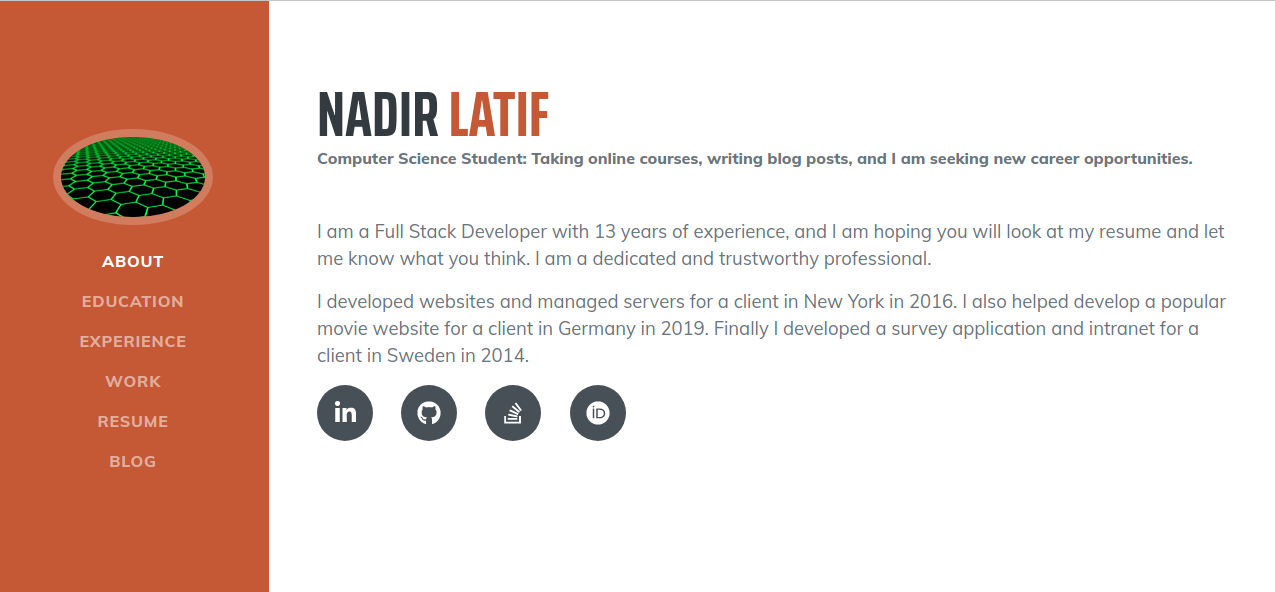 NADIR LATIF
Computer Science Student: Taking online courses, writing blog posts, and I am seeking new career opportunities.
I am a Full Stack Developer with 13 years of experience, and I am hoping you will look at my resume and let
me know what you think. I am a dedicated and trustworthy professional.
I developed websites and managed servers for a client in New York in 2016. I also helped develop a popular
movie website for a client in Germany in 2019. Finally I developed a survey application and intranet for a
client in Sweden in 2014.
in
iD
ABOUT
EDUCATION
EXPERIENCE
WORK
RESUME
BLOG